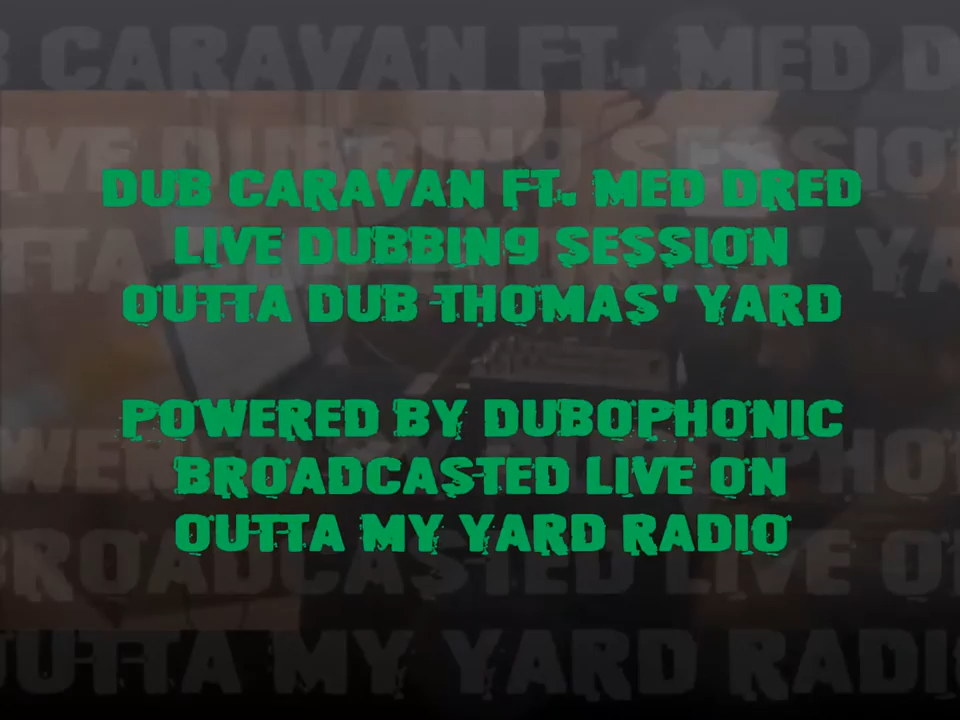 DUB CARAVAN FT. MED DRED
LIVE DUBBING SESSION
OUTTA DUB THOMAS' YARD
POWERED BY DUBOPHONIC
BROADCASTED LIVE ON
OUTTA MY YARD RADIO